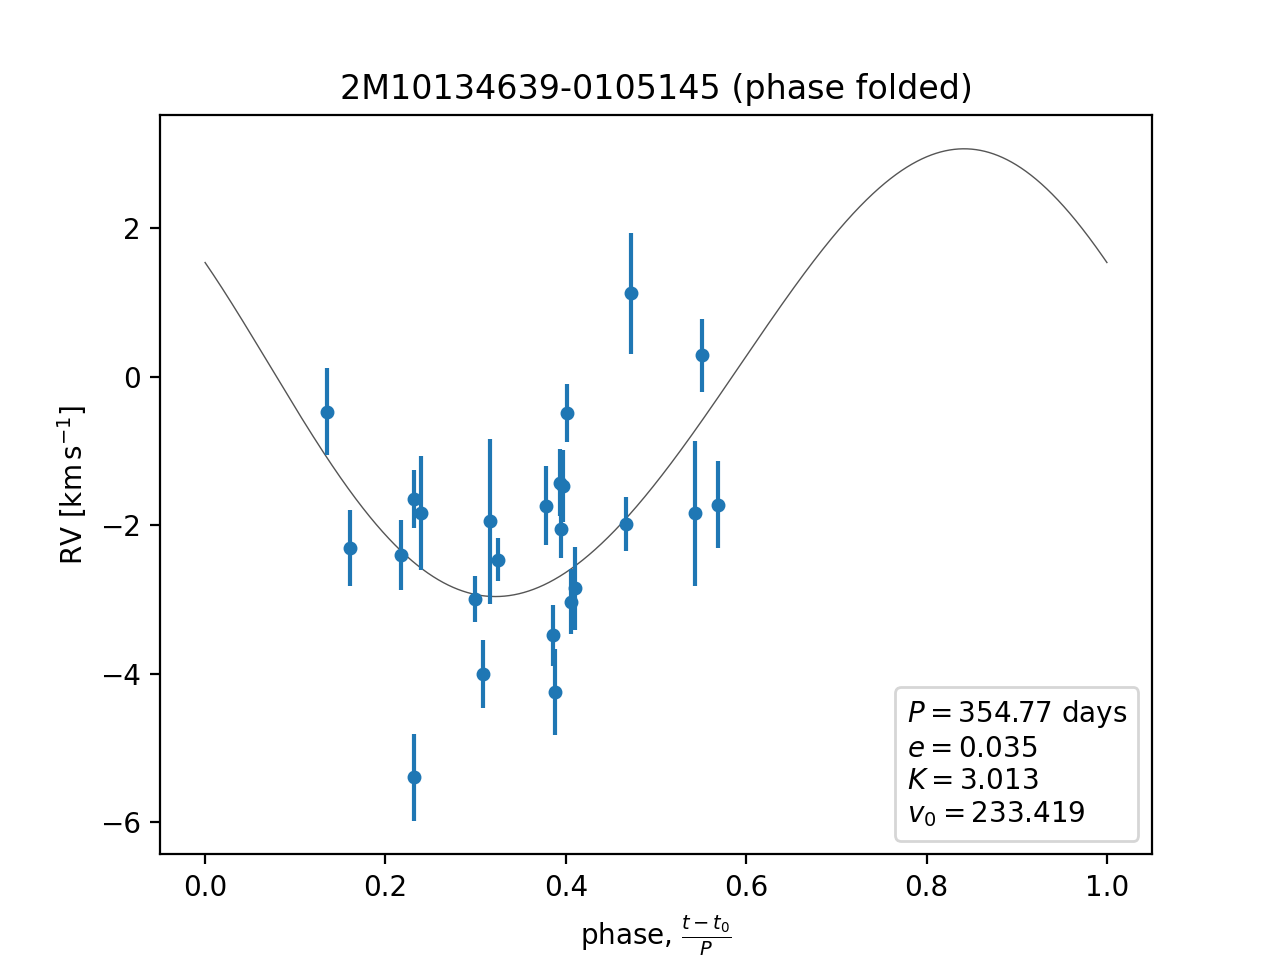 2M10134639-0105145 (phase folded)
RV [km s⁻¹]
2
0
−2
−4
−6
P = 354.77 days
e = 0.035
K = 3.013
v₀ = 233.419
0.0 0.2 0.4 0.6 0.8 1.0
phase, (t − t₀)/P